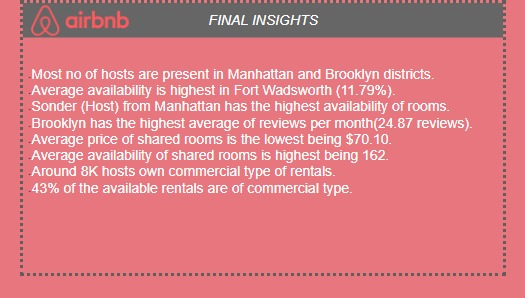 airbnb FINAL INSIGHTS
-Most no of hosts are present in Manhattan and Brooklyn districts.
-Average availability is highest in Fort Wadsworth (11.79%).
-Sonder (Host) from Manhattan has the highest availability of rooms.
-Brooklyn has the highest average of reviews per month(24.87 reviews).
-Average price of shared rooms is the lowest being $70.10.
-Average availability of shared rooms is highest being 162.
-Around 8K hosts own commercial type of rentals.
-43% of the available rentals are of commercial type.